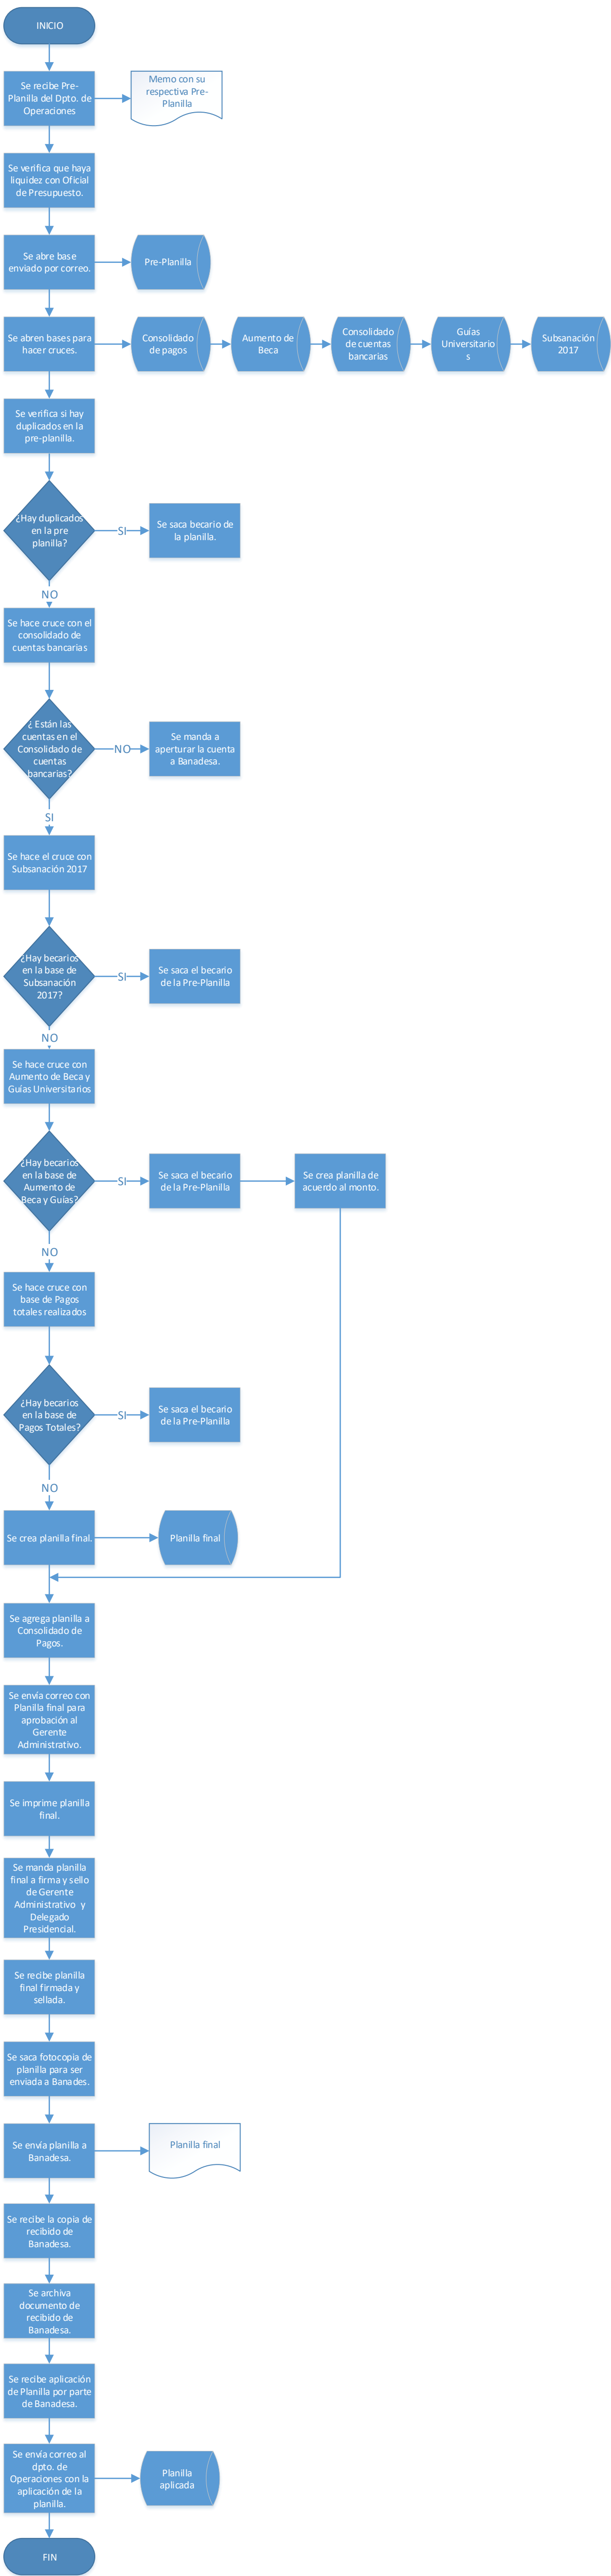 INICIO
Se recibe Pre-
Planilla del Dpto. de
Operaciones
Memo con su
respectiva Pre-
Planilla
Se verifica que haya
liquidez con Oficial
de Presupuesto.
Se abre base
enviado por correo.
Pre-Planilla
Se abren bases para
hacer cruces.
Consolidado
de pagos
Aumento de
Beca
Consolidado
de cuentas
bancarias
Guías
Universitario
s
Subsanación
2017
Se verifica si hay
duplicados en la
pre-planilla.
¿Hay duplicados
en la pre
planilla?
SI
Se saca becario de
la planilla.
NO
Se hace cruce con el
consolidado de
cuentas bancarías
¿ Están las
cuentas en el
Consolidado de
cuentas
bancarías?
NO
Se manda a
aperturar la cuenta
a Banadesa.
SI
Se hace el cruce con
Subsanación 2017
¿Hay becarios
en la base de
Subsanación
2017?
SI
Se saca el becario
de la Pre-Planilla
NO
Se hace cruce con
Aumento de Beca y
Guías Universitarios
¿Hay becarios
en la base de
Aumento de
Beca y Guías?
SI
Se saca el becario
de la Pre-Planilla
Se crea planilla de
acuerdo al monto.
NO
Se hace cruce con
base de Pagos
totales realizados
¿Hay becarios
en la base de
Pagos Totales?
SI
Se saca el becario
de la Pre-Planilla
NO
Se crea planilla final.
Planilla final
Se agrega planilla a
Consolidado de
Pagos.
Se envía correo con
Planilla final para
aprobación al
Gerente
Administrativo.
Se imprime planilla
final.
Se manda planilla
final a firma y sello
de Gerente
Administrativo y
Delegado
Presidencial.
Se recibe planilla
final firmada y
sellada.
Se saca fotocopia de
planilla para ser
enviada a Banades.
Se envía planilla a
Banadesa.
Planilla final
Se recibe la copia de
recibido de
Banadesa.
Se archiva
documento de
recibido de
Banadesa.
Se recibe aplicación
de Planilla por parte
de Banadesa.
Se envía correo al
dpto. de
Operaciones con la
aplicación de la
planilla.
Planilla
aplicada
FIN